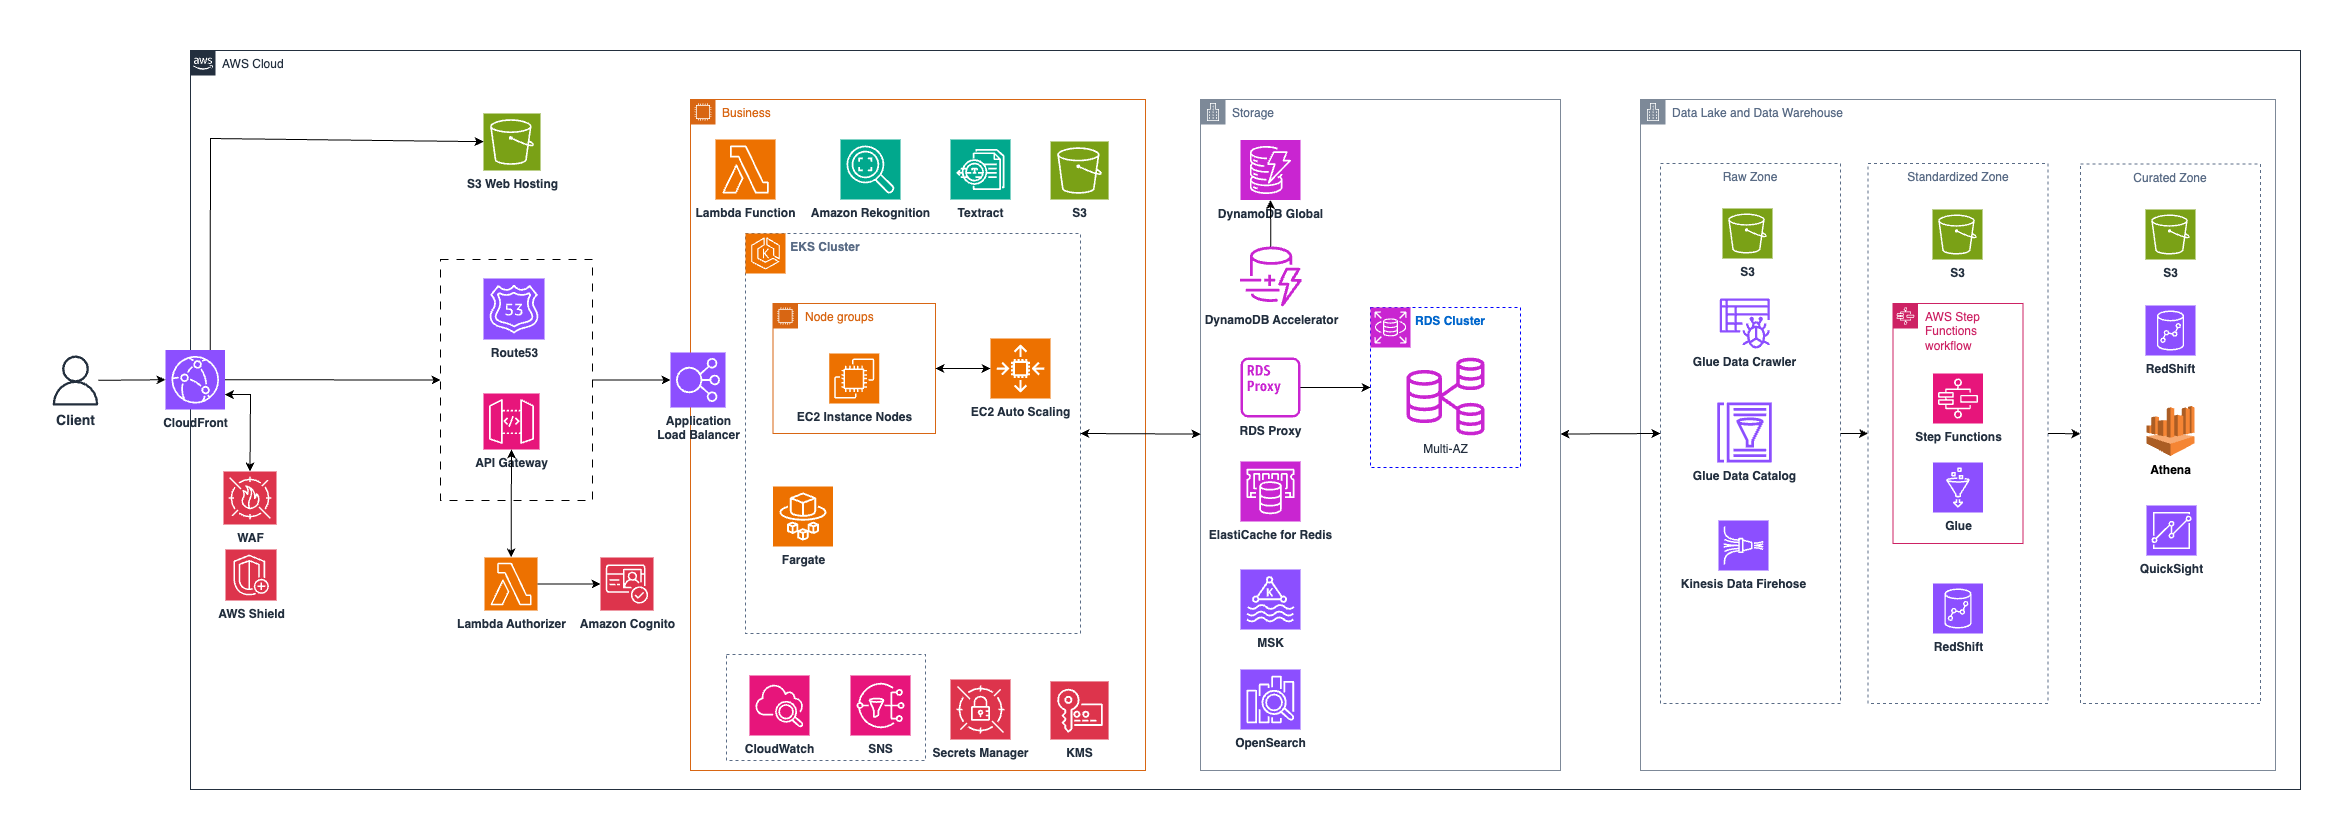 aws
AWS Cloud
Client
CloudFront
WAF
AWS Shield
S3 Web Hosting
53
Route53
</>
API Gateway
Lambda Authorizer
Amazon Cognito
Application
Load Balancer
Business
Lambda Function
Amazon Rekognition
Textract
S3
K
EKS Cluster
Node groups
EC2 Instance Nodes
EC2 Auto Scaling
Fargate
CloudWatch
SNS
Secrets Manager
KMS
Storage
DynamoDB Global
DynamoDB Accelerator
RDS
Proxy
RDS Proxy
RDS Cluster
Multi-AZ
ElastiCache for Redis
K
MSK
OpenSearch
Data Lake and Data Warehouse
Raw Zone
S3
Glue Data Crawler
Glue Data Catalog
Kinesis Data Firehose
Standardized Zone
S3
AWS Step
Functions
workflow
Step Functions
Glue
RedShift
Curated Zone
S3
RedShift
Athena
QuickSight